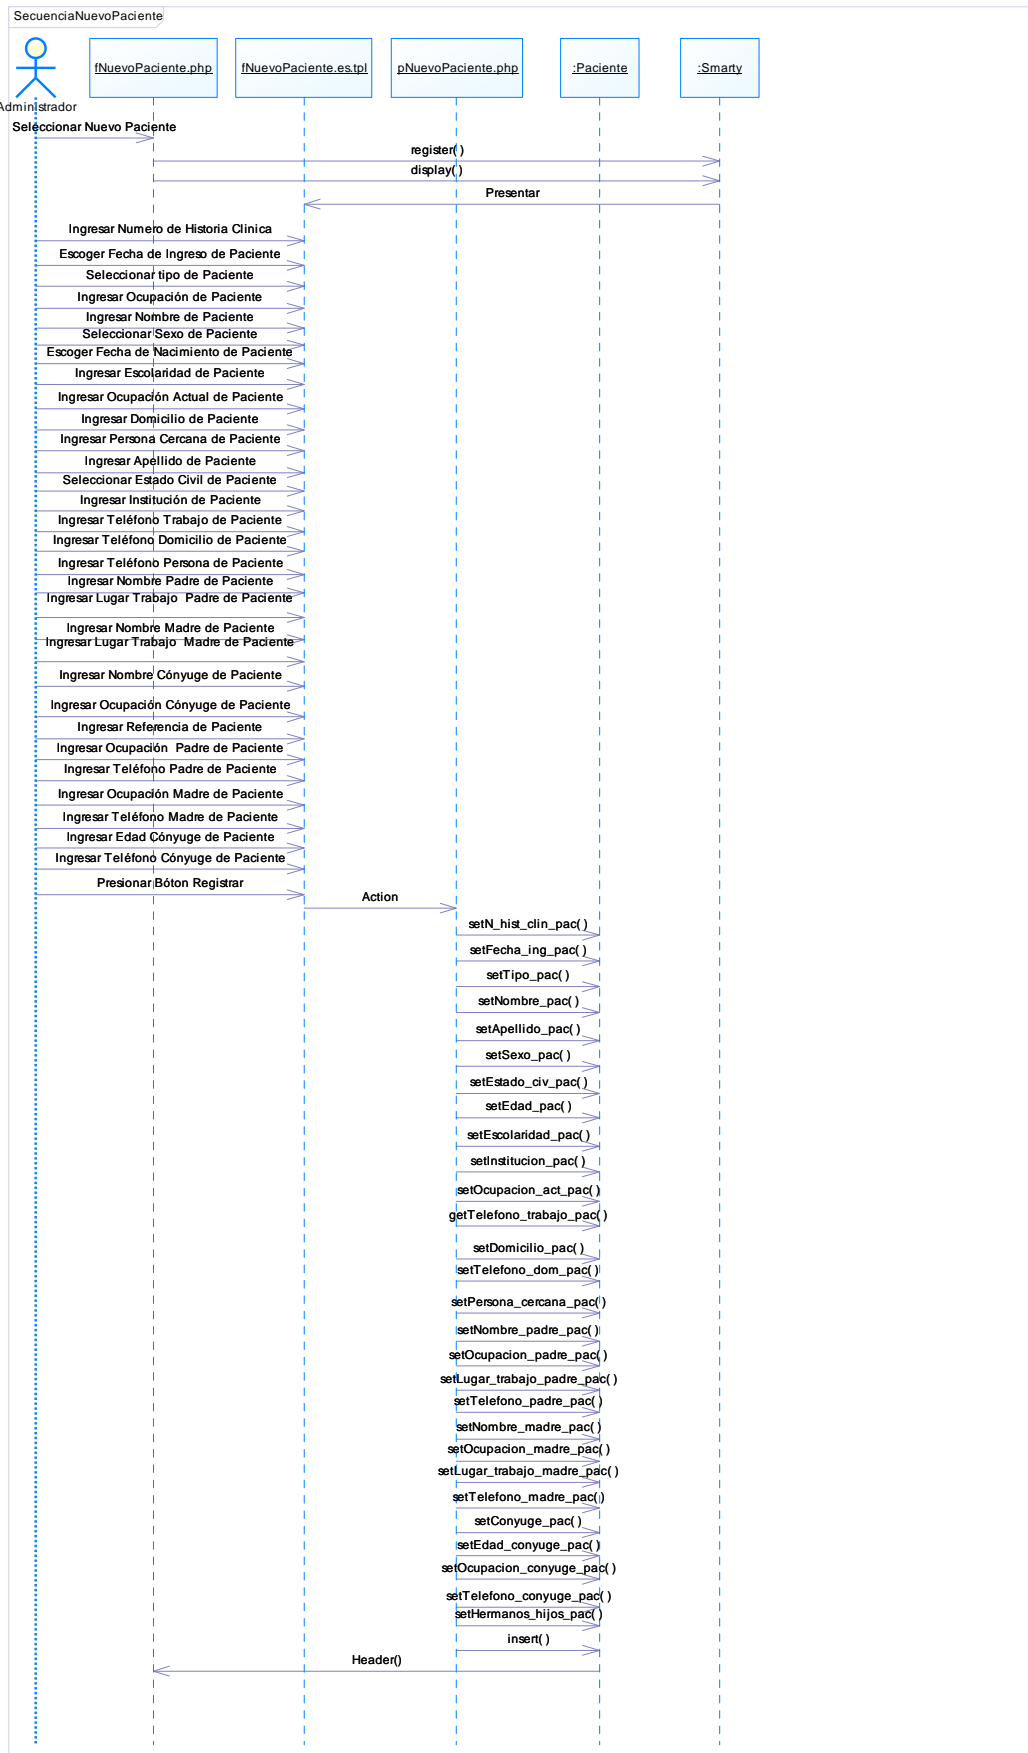 SecuenciaNuevoPaciente
fNuevoPaciente.php
fNuevoPaciente.es.tpl
pNuevoPaciente.php
:Paciente
:Smarty
Administrador
Seleccionar Nuevo Paciente
register( )
display( )
Presentar
Ingresar Numero de Historia Clinica
Escoger Fecha de Ingreso de Paciente
Seleccionar tipo de Paciente
Ingresar Ocupación de Paciente
Ingresar Nombre de Paciente
Seleccionar Sexo de Paciente
Escoger Fecha de Nacimiento de Paciente
Ingresar Escolaridad de Paciente
Ingresar Ocupación Actual de Paciente
Ingresar Domicilio de Paciente
Ingresar Persona Cercana de Paciente
Ingresar Apellido de Paciente
Seleccionar Estado Civil de Paciente
Ingresar Institución de Paciente
Ingresar Teléfono Trabajo de Paciente
Ingresar Teléfono Domicilio de Paciente
Ingresar Teléfono Persona de Paciente
Ingresar Nombre Padre de Paciente
Ingresar Lugar Trabajo  Padre de Paciente
Ingresar Nombre Madre de Paciente
Ingresar Lugar Trabajo  Madre de Paciente
Ingresar Nombre Cónyuge de Paciente
Ingresar Ocupación Cónyuge de Paciente
Ingresar Referencia de Paciente
Ingresar Ocupación  Padre de Paciente
Ingresar Teléfono Padre de Paciente
Ingresar Ocupación Madre de Paciente
Ingresar Teléfono Madre de Paciente
Ingresar Edad Cónyuge de Paciente
Ingresar Teléfono Cónyuge de Paciente
Presionar Bóton Registrar
Action
setN_hist_clin_pac( )
setFecha_ing_pac( )
setTipo_pac( )
setNombre_pac( )
setApellido_pac( )
setSexo_pac( )
setEstado_civ_pac( )
setEdad_pac( )
setEscolaridad_pac( )
setInstitucion_pac( )
setOcupacion_act_pac( )
getTelefono_trabajo_pac( )
setDomicilio_pac( )
setTelefono_dom_pac( )
setPersona_cercana_pac( )
setNombre_padre_pac( )
setOcupacion_padre_pac( )
setLugar_trabajo_padre_pac( )
setTelefono_padre_pac( )
setNombre_madre_pac( )
setOcupacion_madre_pac( )
setLugar_trabajo_madre_pac( )
setTelefono_madre_pac( )
setConyuge_pac( )
setEdad_conyuge_pac( )
setOcupacion_conyuge_pac( )
setTelefono_conyuge_pac( )
setHermanos_hijos_pac( )
insert( )
Header()